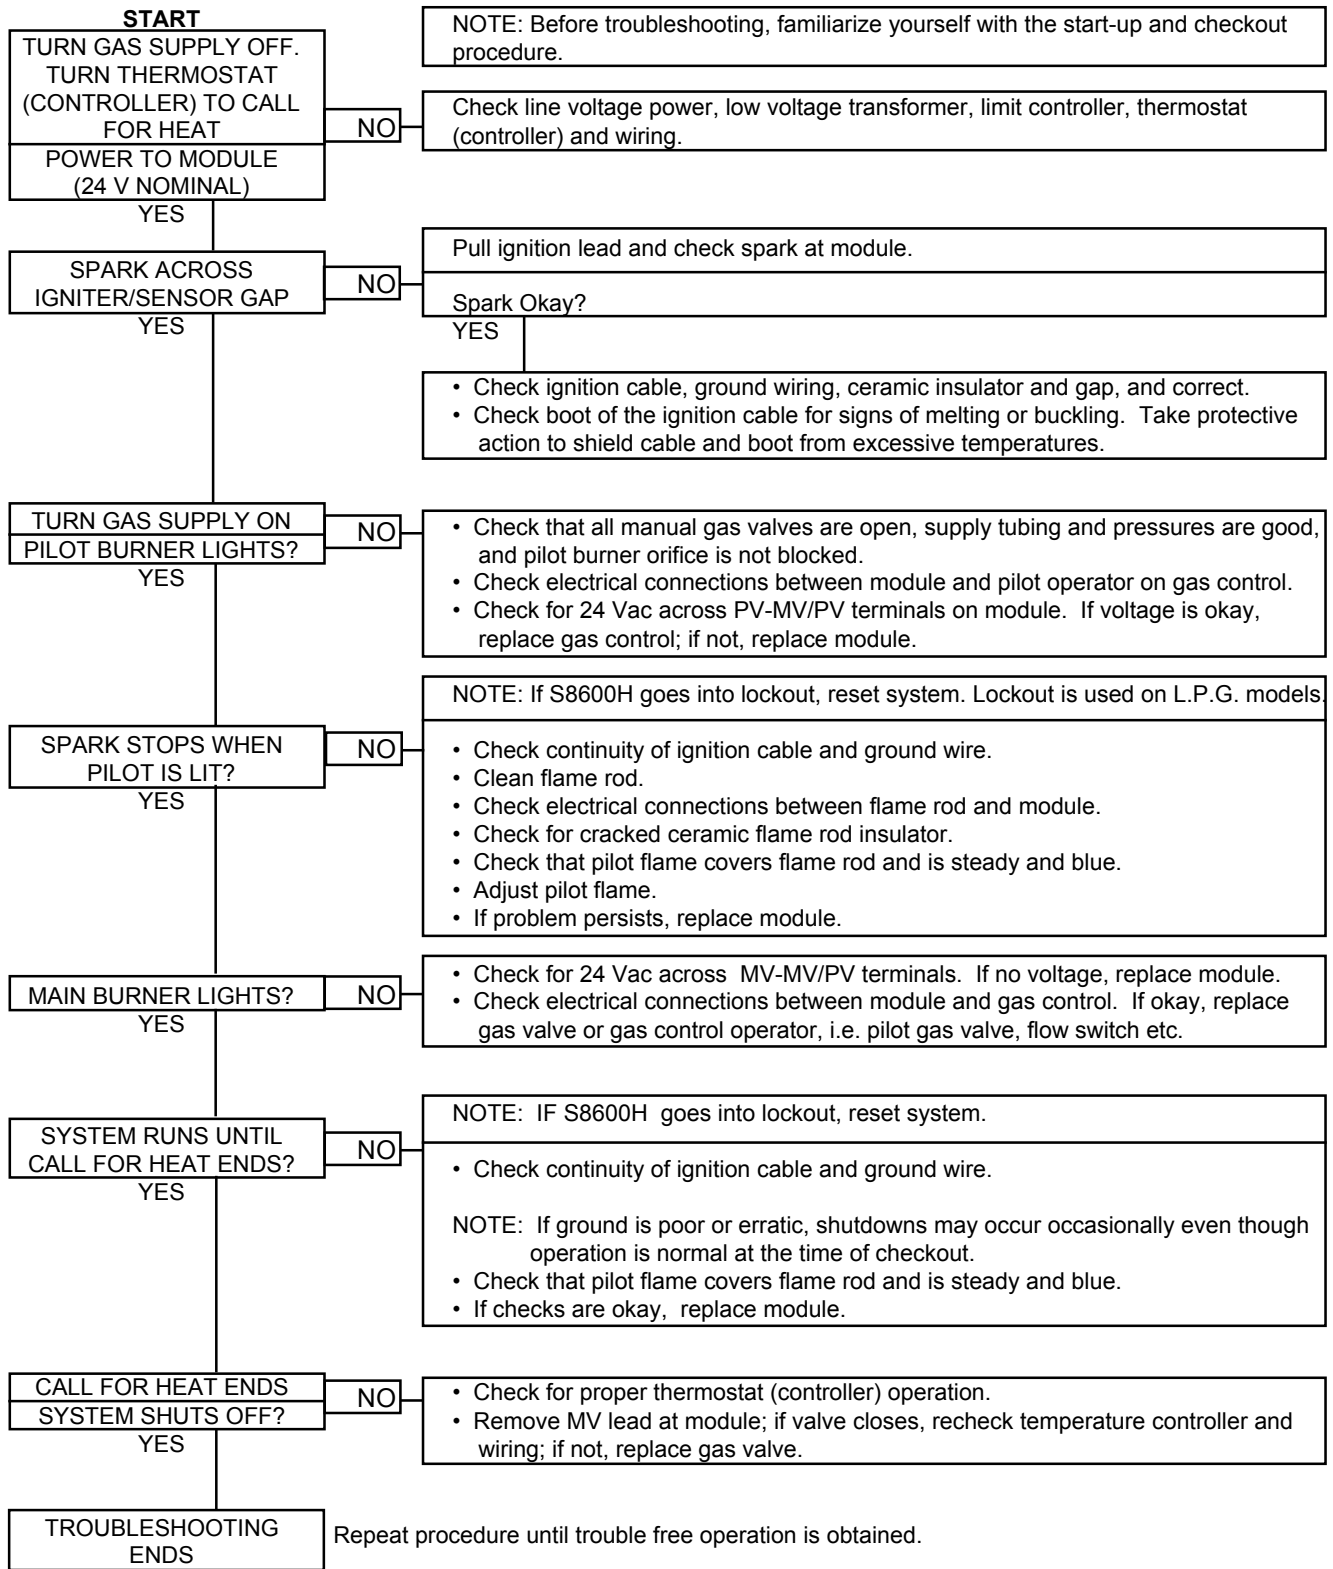 START
TURN GAS SUPPLY OFF.
TURN THERMOSTAT
(CONTROLLER) TO CALL
FOR HEAT
POWER TO MODULE
(24 V NOMINAL)
YES
NOTE: Before troubleshooting, familiarize yourself with the start-up and checkout
procedure.
NO
Check line voltage power, low voltage transformer, limit controller, thermostat
(controller) and wiring.
SPARK ACROSS
IGNITER/SENSOR GAP
YES
NO
Pull ignition lead and check spark at module.
Spark Okay?
YES
• Check ignition cable, ground wiring, ceramic insulator and gap, and correct.
• Check boot of the ignition cable for signs of melting or buckling. Take protective
action to shield cable and boot from excessive temperatures.
TURN GAS SUPPLY ON
PILOT BURNER LIGHTS?
YES
NO
• Check that all manual gas valves are open, supply tubing and pressures are good,
and pilot burner orifice is not blocked.
• Check electrical connections between module and pilot operator on gas control.
• Check for 24 Vac across PV-MV/PV terminals on module. If voltage is okay,
replace gas control; if not, replace module.
SPARK STOPS WHEN
PILOT IS LIT?
YES
NO
NOTE: If S8600H goes into lockout, reset system. Lockout is used on L.P.G. models.
• Check continuity of ignition cable and ground wire.
• Clean flame rod.
• Check electrical connections between flame rod and module.
• Check for cracked ceramic flame rod insulator.
• Check that pilot flame covers flame rod and is steady and blue.
• Adjust pilot flame.
• If problem persists, replace module.
MAIN BURNER LIGHTS?
YES
NO
• Check for 24 Vac across MV-MV/PV terminals. If no voltage, replace module.
• Check electrical connections between module and gas control. If okay, replace
gas valve or gas control operator, i.e. pilot gas valve, flow switch etc.
SYSTEM RUNS UNTIL
CALL FOR HEAT ENDS?
YES
NO
NOTE: IF S8600H goes into lockout, reset system.
• Check continuity of ignition cable and ground wire.
NOTE: If ground is poor or erratic, shutdowns may occur occasionally even though
operation is normal at the time of checkout.
• Check that pilot flame covers flame rod and is steady and blue.
• If checks are okay, replace module.
CALL FOR HEAT ENDS
SYSTEM SHUTS OFF?
YES
NO
• Check for proper thermostat (controller) operation.
• Remove MV lead at module; if valve closes, recheck temperature controller and
wiring; if not, replace gas valve.
TROUBLESHOOTING
ENDS
Repeat procedure until trouble free operation is obtained.